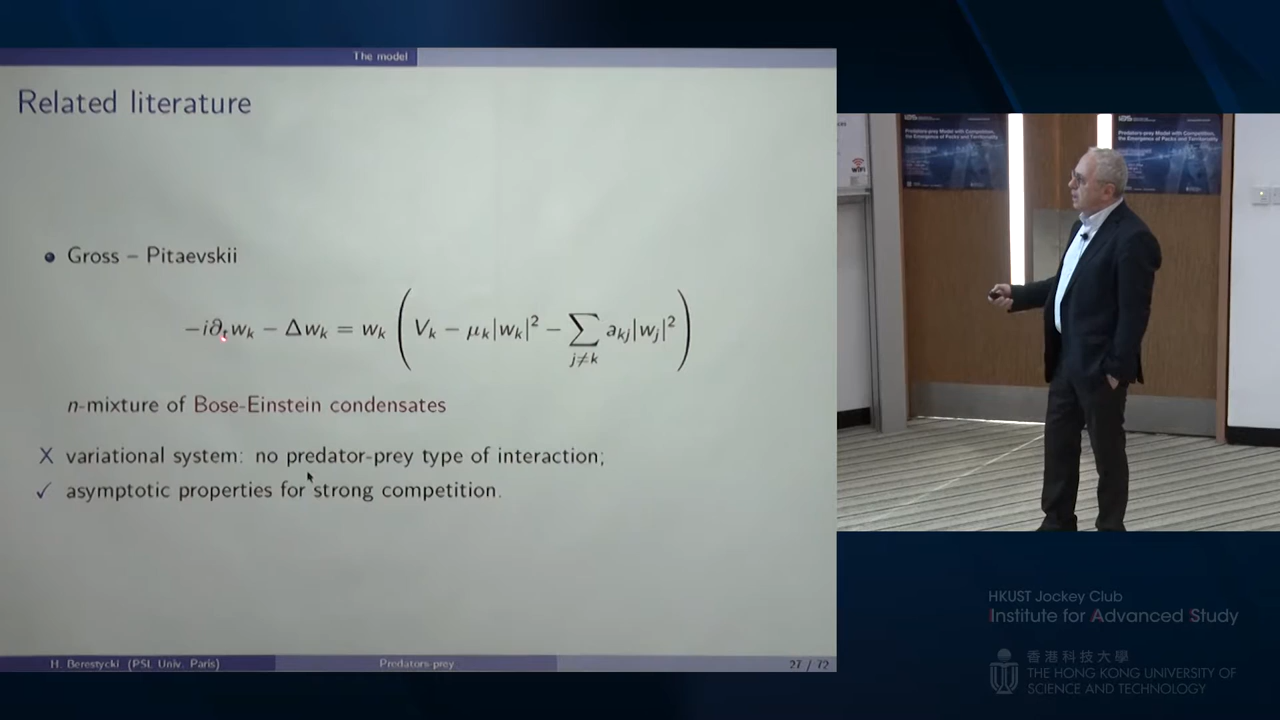 The model
Related literature
Gross – Pitaevskii
−i∂ₜwₖ − Δwₖ = wₖ (Vₖ − μₖ|wₖ|² − ∑_{j≠k} aₖⱼ|wⱼ|²)
n-mixture of Bose-Einstein condensates
X variational system: no predator-prey type of interaction;
✓ asymptotic properties for strong competition.
H. Berestycki (PSL Univ. Paris)
Predators-prey
27 / 72
WiFi
Predators-prey Model with Competition,
the Emergence of Packs and Territoriality
Predators-prey Model with Competition,
the Emergence of Packs and Territoriality
HKUST Jockey Club
Institute for Advanced Study
香港科技大學
THE HONG KONG UNIVERSITY OF
SCIENCE AND TECHNOLOGY